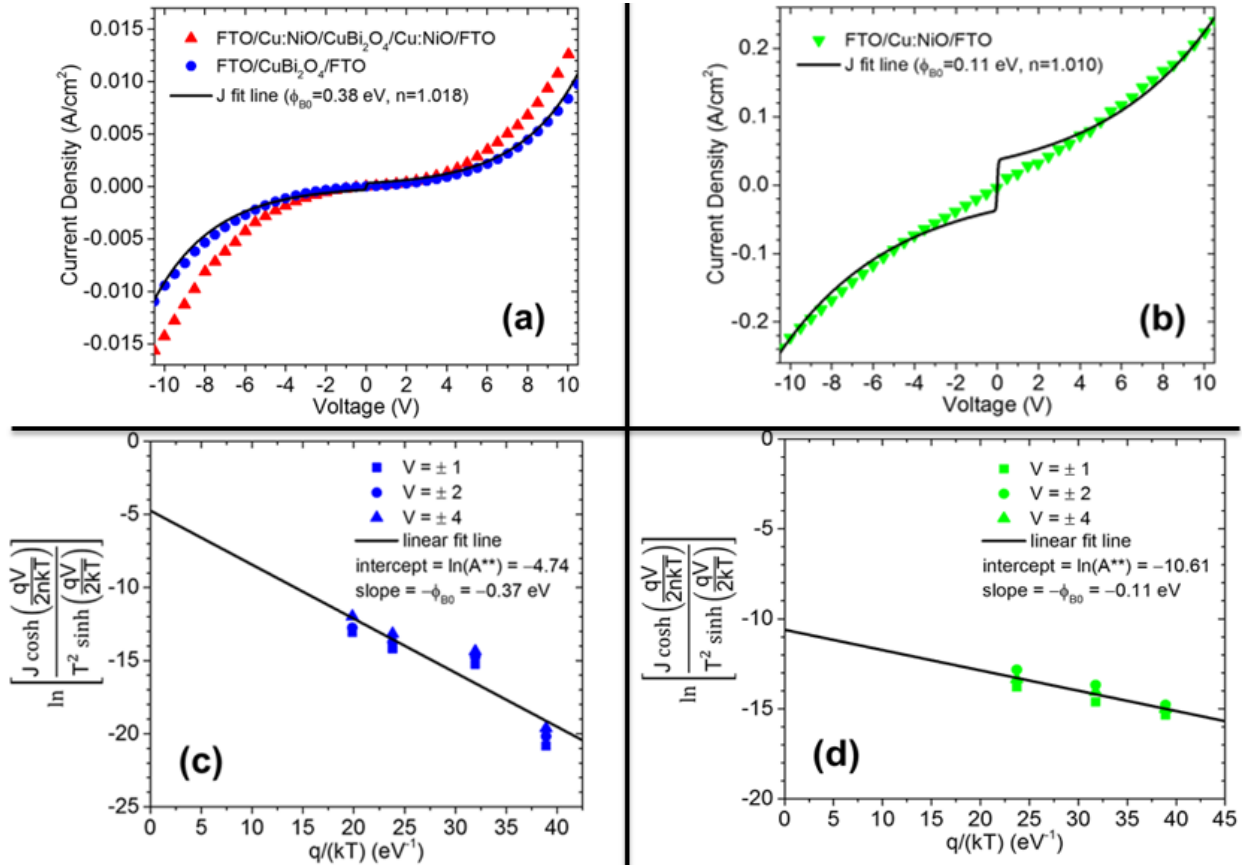 0.015
0.010
0.005
0.000
-0.005
-0.010
-0.015
Current Density (A/cm²)
FTO/Cu:NiO/CuBi₂O₄/Cu:NiO/FTO
FTO/CuBi₂O₄/FTO
J fit line (ϕ_B0=0.38 eV, n=1.018)
(a)
-10 -8 -6 -4 -2 0 2 4 6 8 10
Voltage (V)
0.2
0.1
0.0
-0.1
-0.2
Current Density (A/cm²)
FTO/Cu:NiO/FTO
J fit line (ϕ_B0=0.11 eV, n=1.010)
(b)
-10 -8 -6 -4 -2 0 2 4 6 8 10
Voltage (V)
0
-5
-10
-15
-20
-25
ln [ J cosh (qV/2nkT) / T² sinh (qV/2kT) ]
V = ± 1
V = ± 2
V = ± 4
linear fit line
intercept = ln(A**) = −4.74
slope = −ϕ_B0 = −0.37 eV
(c)
0 5 10 15 20 25 30 35 40
q/(kT) (eV⁻¹)
0
-5
-10
-15
-20
ln [ J cosh (qV/2nkT) / T² sinh (qV/2kT) ]
V = ± 1
V = ± 2
V = ± 4
linear fit line
intercept = ln(A**) = −10.61
slope = −ϕ_B0 = −0.11 eV
(d)
0 5 10 15 20 25 30 35 40 45
q/(kT) (eV⁻¹)